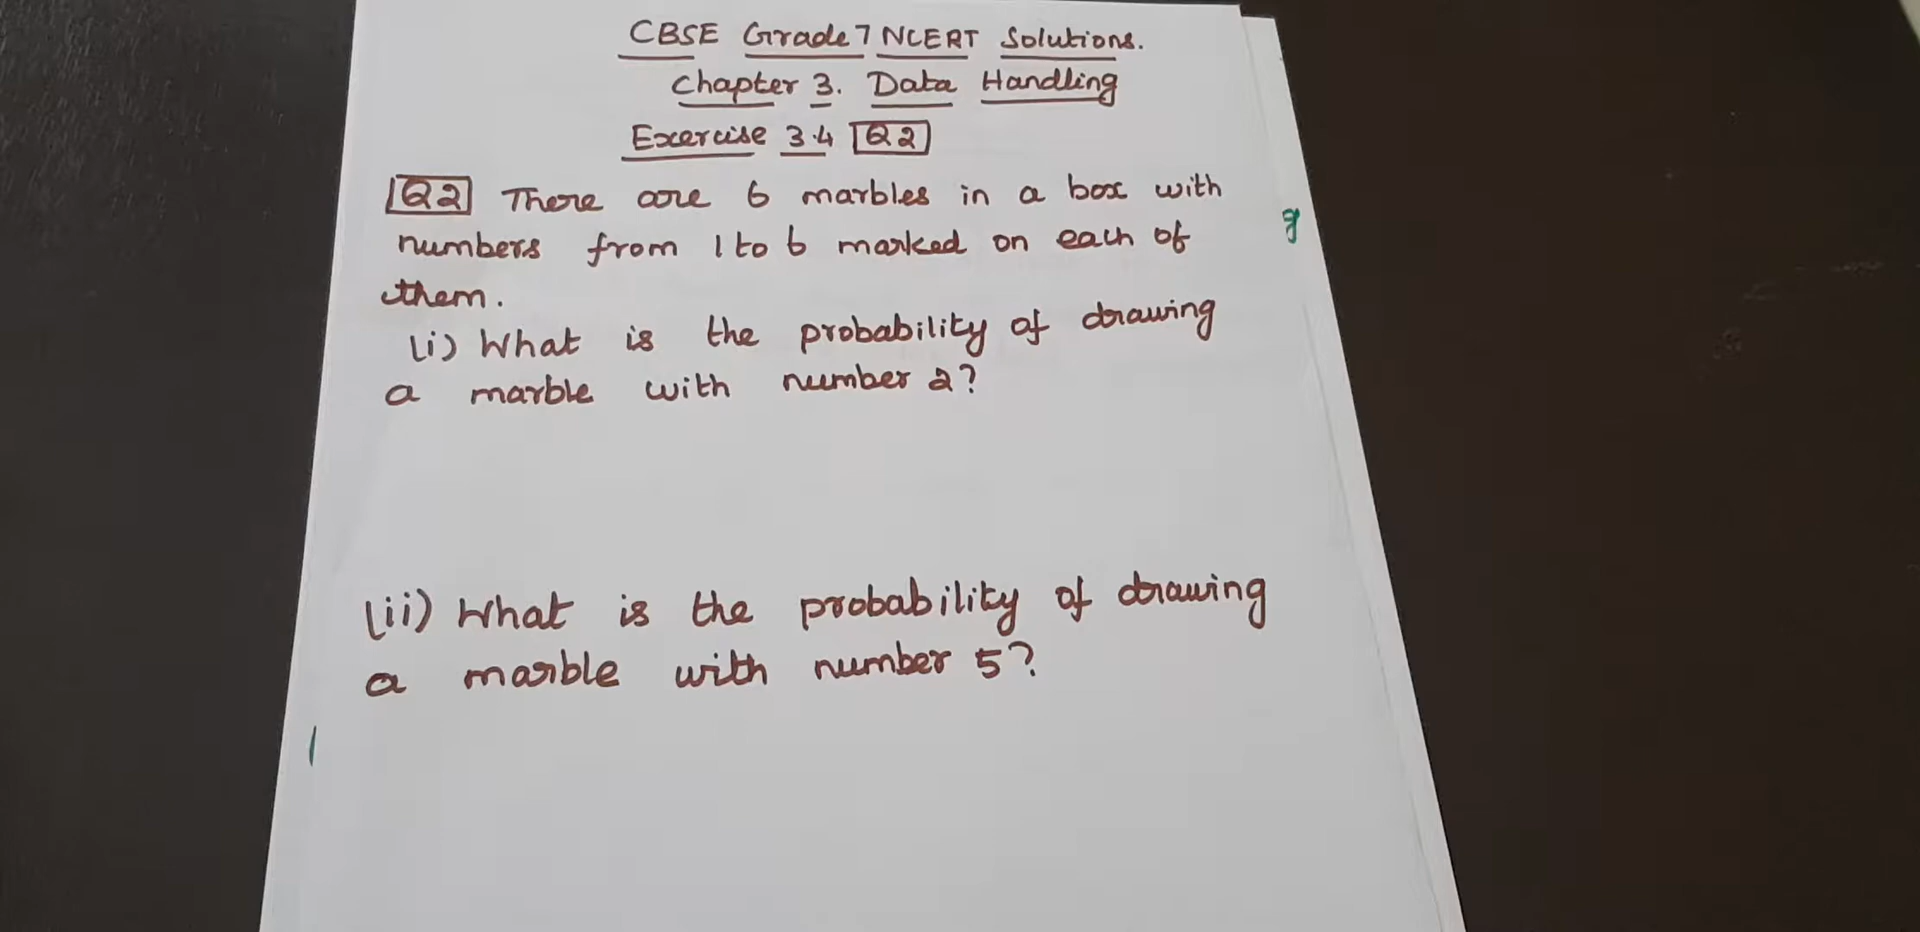 CBSE Grade 7 NCERT Solutions.
Chapter 3. Data Handling
Exercise 3.4 Q2
Q2 There are 6 marbles in a box with
numbers from 1 to 6 marked on each of
them.
(i) What is the probability of drawing
a marble with number 2?
(ii) What is the probability of drawing
a marble with number 5?